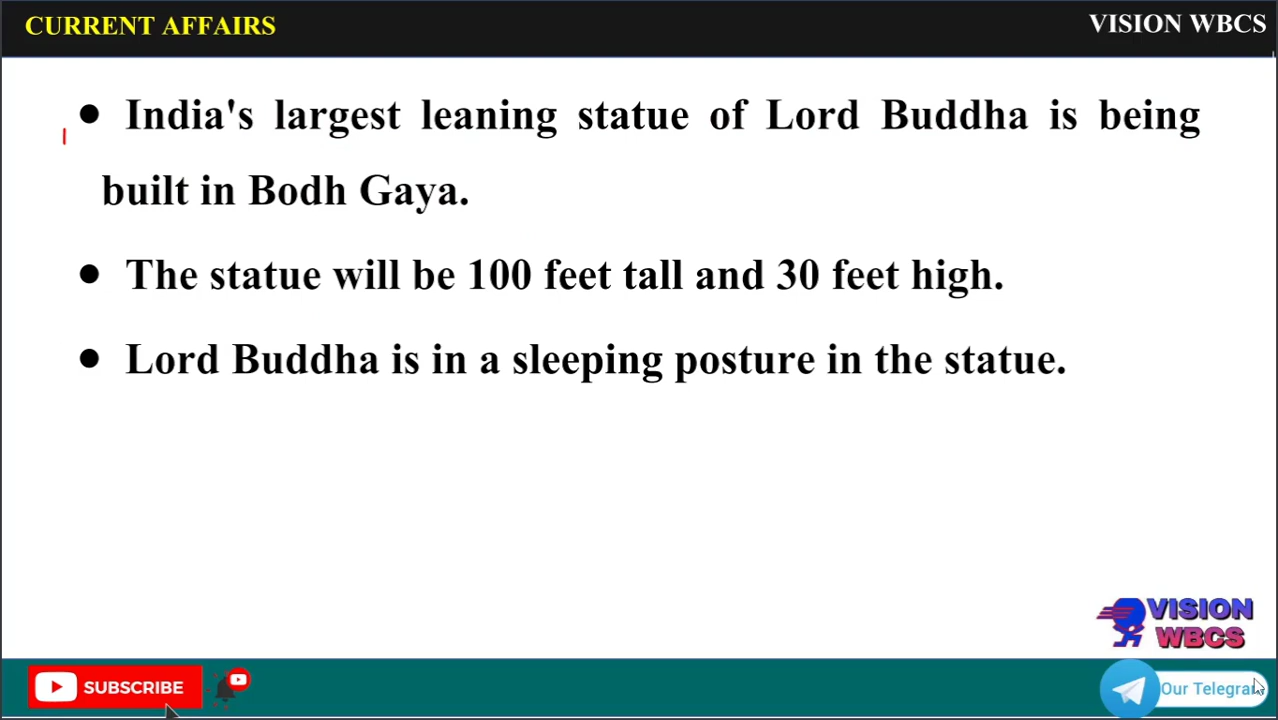 CURRENT AFFAIRS
VISION WBCS
● India's largest leaning statue of Lord Buddha is being
built in Bodh Gaya.
● The statue will be 100 feet tall and 30 feet high.
● Lord Buddha is in a sleeping posture in the statue.
VISION
WBCS
SUBSCRIBE
Our Telegram